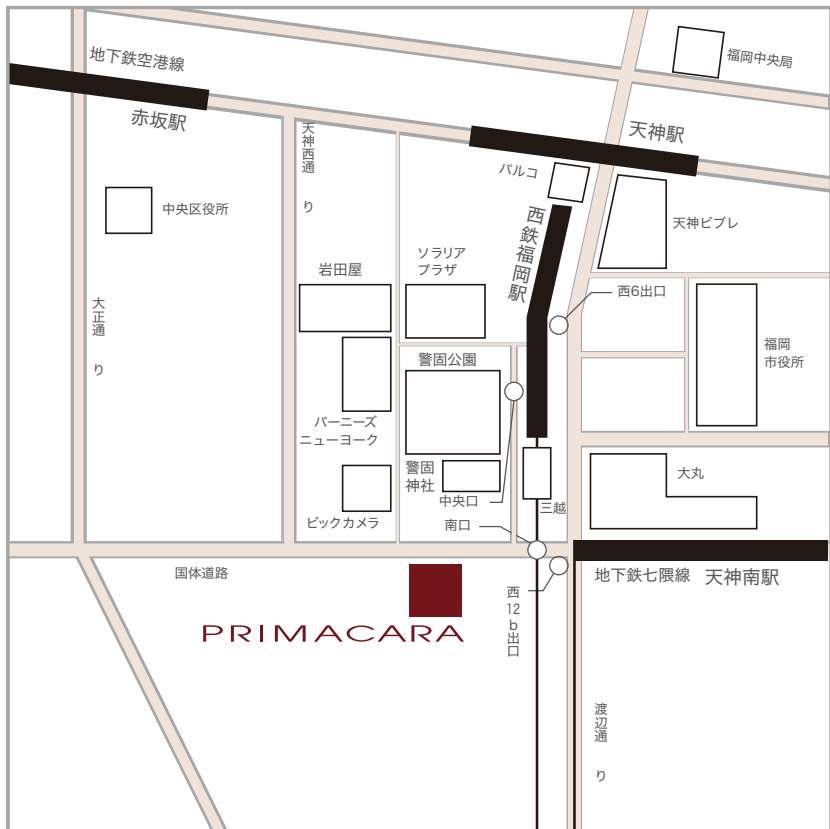 地下鉄空港線
赤坂駅
天神西通り
天神駅
福岡中央局
パルコ
天神ビブレ
中央区役所
西鉄福岡駅
ソラリア
プラザ
岩田屋
西6出口
大正通り
福岡
市役所
警固公園
バーニーズ
ニューヨーク
警固
神社
中央口
大丸
三越
ビックカメラ
南口
国体道路
地下鉄七隈線
天神南駅
西12b出口
PRIMACARA
渡辺通り